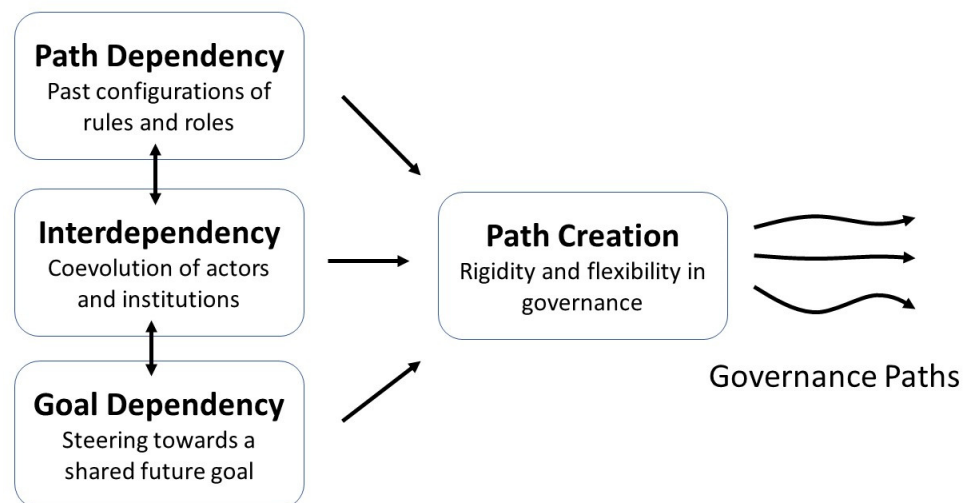 Path Dependency
Past configurations of
rules and roles
Interdependency
Coevolution of actors
and institutions
Goal Dependency
Steering towards a
shared future goal
Path Creation
Rigidity and flexibility in
governance
Governance Paths